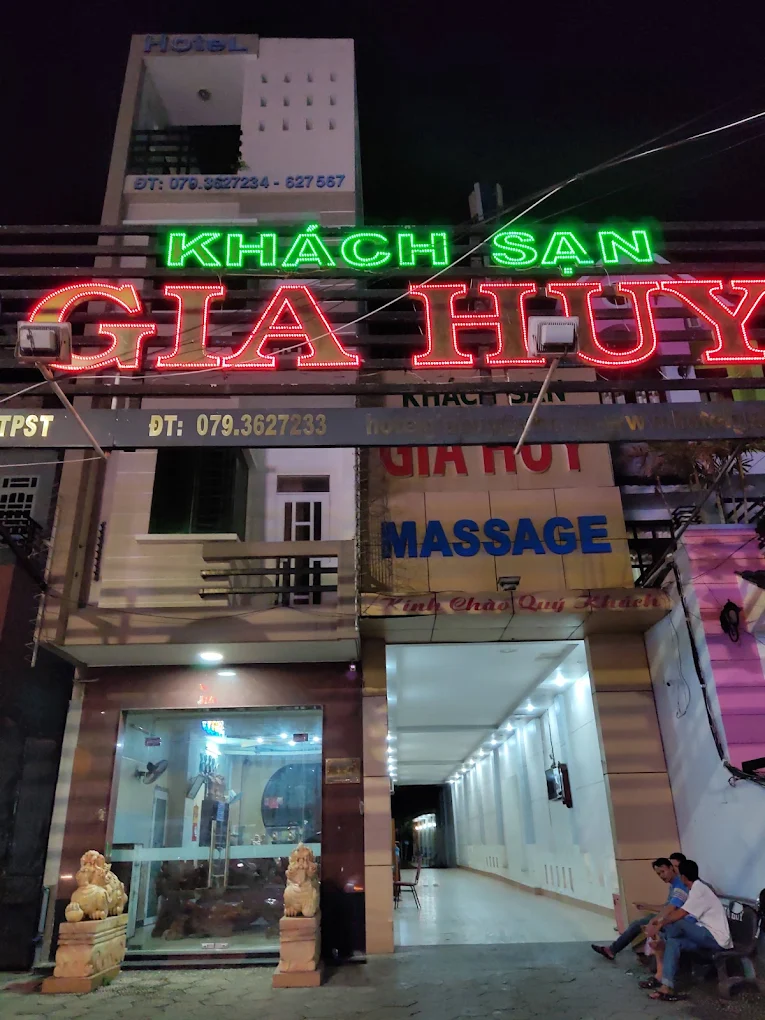 HOTEL
ĐT: 079.3627234 - 627567
KHÁCH SẠN
GIA HUY
TPST ĐT: 079.3627233
KHÁCH SẠN
GIA HUY
MASSAGE
Kính Chào Quý Khách